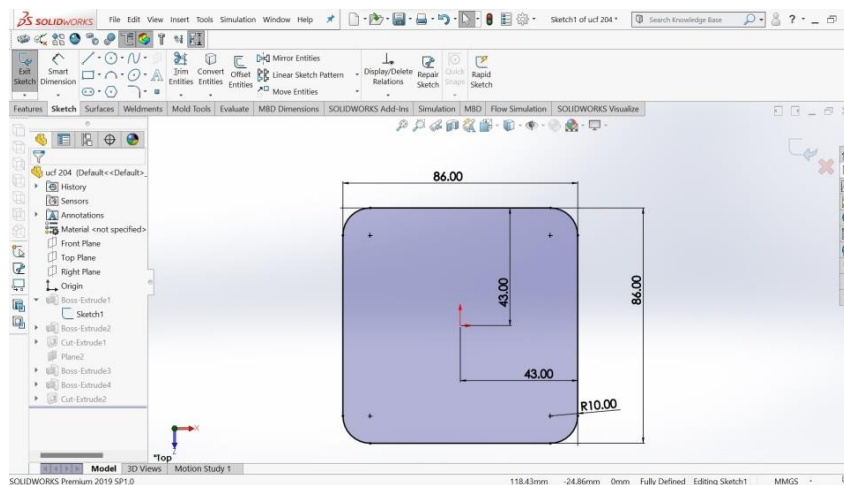 SOLIDWORKS File Edit View Insert Tools Simulation Window Help Sketch1 of ucf 204 * Search Knowledge Base
Exit Sketch
Smart Dimension
Trim Entities
Convert Entities
Offset Entities
Mirror Entities
Linear Sketch Pattern
Move Entities
Display/Delete Relations
Repair Sketch
Quick Snaps
Rapid Sketch
Features Sketch Surfaces Weldments Mold Tools Evaluate MBD Dimensions SOLIDWORKS Add-Ins Simulation MBD Flow Simulation SOLIDWORKS Visualize
ucf 204 (Default<<Default>_
History
Sensors
Annotations
Material <not specified>
Front Plane
Top Plane
Right Plane
Origin
Boss-Extrude1
Sketch1
Boss-Extrude2
Cut-Extrude1
Plane2
Boss-Extrude3
Boss-Extrude4
Cut-Extrude2
86.00
43.00
86.00
43.00
R10.00
X
Z
*Top
Model 3D Views Motion Study 1
SOLIDWORKS Premium 2019 SP1.0 118.43mm -24.86mm 0mm Fully Defined Editing Sketch1 MMGS